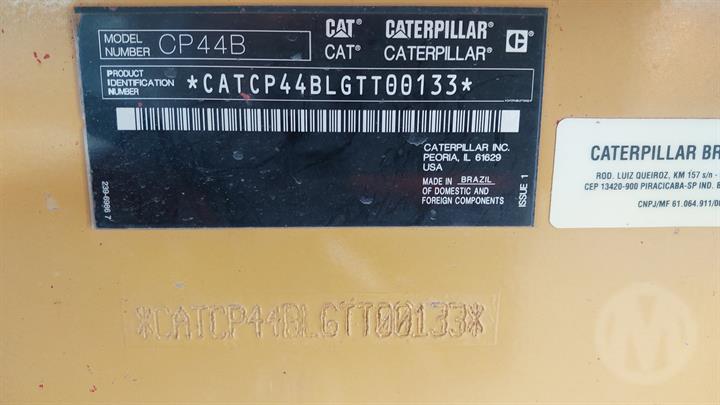 MODEL NUMBER CP44B
CAT® CATERPILLAR® C
CAT® CATERPILLAR®
PRODUCT IDENTIFICATION NUMBER *CATCP44BLGTT00133*
CATERPILLAR INC.
PEORIA, IL 61629
USA
MADE IN BRAZIL
OF DOMESTIC AND
FOREIGN COMPONENTS
ISSUE 1
CATERPILLAR BR
ROD. LUIZ QUEIROZ, KM 157 s/n -
CEP 13420-900 PIRACICABA-SP IND. B
CNPJ/MF 61.064.911/00
*CATCP44BLGTT00133*
M